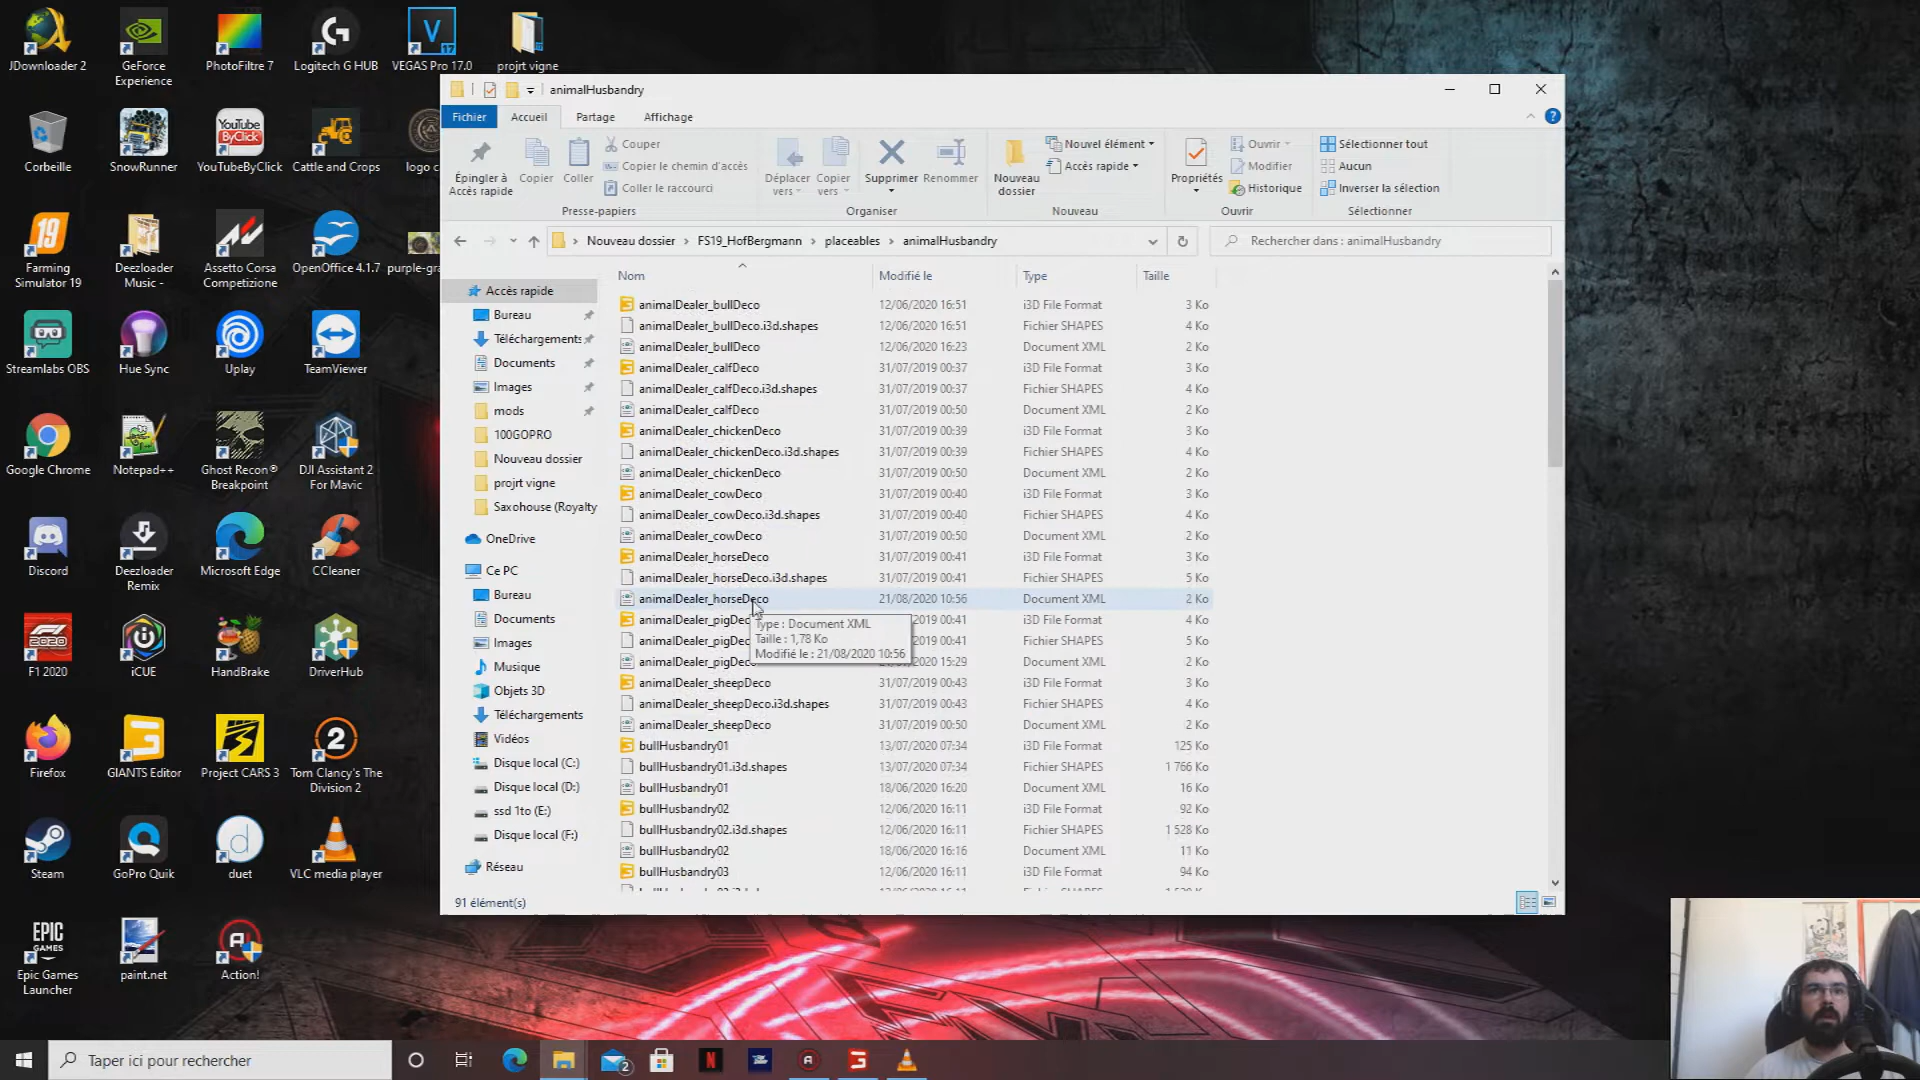 JDownloader 2
GeForce Experience
PhotoFiltre 7
Logitech G HUB
VEGAS Pro 17.0
projrt vigne
Corbeille
SnowRunner
YouTubeByClick
Cattle and Crops
logo c
Farming Simulator 19
Deezloader Music -
Assetto Corsa Competizione
OpenOffice 4.1.7
purple-gra
Streamlabs OBS
Hue Sync
Uplay
TeamViewer
Google Chrome
Notepad++
Ghost Recon® Breakpoint
DJI Assistant 2 For Mavic
Discord
Deezloader Remix
Microsoft Edge
CCleaner
F1 2020
iCUE
HandBrake
DriverHub
Firefox
GIANTS Editor
Project CARS 3
Tom Clancy's The Division 2
Steam
GoPro Quik
duet
VLC media player
Epic Games Launcher
paint.net
Action!
animalHusbandry
Fichier Accueil Partage Affichage
Épingler à Accès rapide
Copier
Coller
Couper
Copier le chemin d'accès
Coller le raccourci
Presse-papiers
Déplacer vers
Copier vers
Supprimer
Renommer
Organiser
Nouveau dossier
Nouvel élément
Accès rapide
Nouveau
Propriétés
Ouvrir
Modifier
Historique
Ouvrir
Sélectionner tout
Aucun
Inverser la sélection
Sélectionner
Nouveau dossier > FS19_HofBergmann > placeables > animalHusbandry
Rechercher dans : animalHusbandry
Accès rapide
Bureau
Téléchargements
Documents
Images
mods
100GOPRO
Nouveau dossier
projrt vigne
Saxohouse (Royalty
OneDrive
Ce PC
Bureau
Documents
Images
Musique
Objets 3D
Téléchargements
Vidéos
Disque local (C:)
Disque local (D:)
ssd 1to (E:)
Disque local (F:)
Réseau
Nom Modifié le Type Taille
animalDealer_bullDeco 12/06/2020 16:51 i3D File Format 3 Ko
animalDealer_bullDeco.i3d.shapes 12/06/2020 16:51 Fichier SHAPES 4 Ko
animalDealer_bullDeco 12/06/2020 16:23 Document XML 2 Ko
animalDealer_calfDeco 31/07/2019 00:37 i3D File Format 3 Ko
animalDealer_calfDeco.i3d.shapes 31/07/2019 00:37 Fichier SHAPES 4 Ko
animalDealer_calfDeco 31/07/2019 00:50 Document XML 2 Ko
animalDealer_chickenDeco 31/07/2019 00:39 i3D File Format 3 Ko
animalDealer_chickenDeco.i3d.shapes 31/07/2019 00:39 Fichier SHAPES 4 Ko
animalDealer_chickenDeco 31/07/2019 00:50 Document XML 2 Ko
animalDealer_cowDeco 31/07/2019 00:40 i3D File Format 3 Ko
animalDealer_cowDeco.i3d.shapes 31/07/2019 00:40 Fichier SHAPES 4 Ko
animalDealer_cowDeco 31/07/2019 00:50 Document XML 2 Ko
animalDealer_horseDeco 31/07/2019 00:41 i3D File Format 3 Ko
animalDealer_horseDeco.i3d.shapes 31/07/2019 00:41 Fichier SHAPES 5 Ko
animalDealer_horseDeco 21/08/2020 10:56 Document XML 2 Ko
animalDealer_pigDec 00:41 i3D File Format 4 Ko
animalDealer_pigDec 00:41 Fichier SHAPES 5 Ko
animalDealer_pigDeco 15:29 Document XML 2 Ko
Type : Document XML
Taille : 1,78 Ko
Modifié le : 21/08/2020 10:56
animalDealer_sheepDeco 31/07/2019 00:43 i3D File Format 3 Ko
animalDealer_sheepDeco.i3d.shapes 31/07/2019 00:43 Fichier SHAPES 4 Ko
animalDealer_sheepDeco 31/07/2019 00:50 Document XML 2 Ko
bullHusbandry01 13/07/2020 07:34 i3D File Format 125 Ko
bullHusbandry01.i3d.shapes 13/07/2020 07:34 Fichier SHAPES 1 766 Ko
bullHusbandry01 18/06/2020 16:20 Document XML 16 Ko
bullHusbandry02 12/06/2020 16:11 i3D File Format 92 Ko
bullHusbandry02.i3d.shapes 12/06/2020 16:11 Fichier SHAPES 1 528 Ko
bullHusbandry02 18/06/2020 16:16 Document XML 11 Ko
bullHusbandry03 12/06/2020 16:11 i3D File Format 94 Ko
91 élément(s)
Taper ici pour rechercher